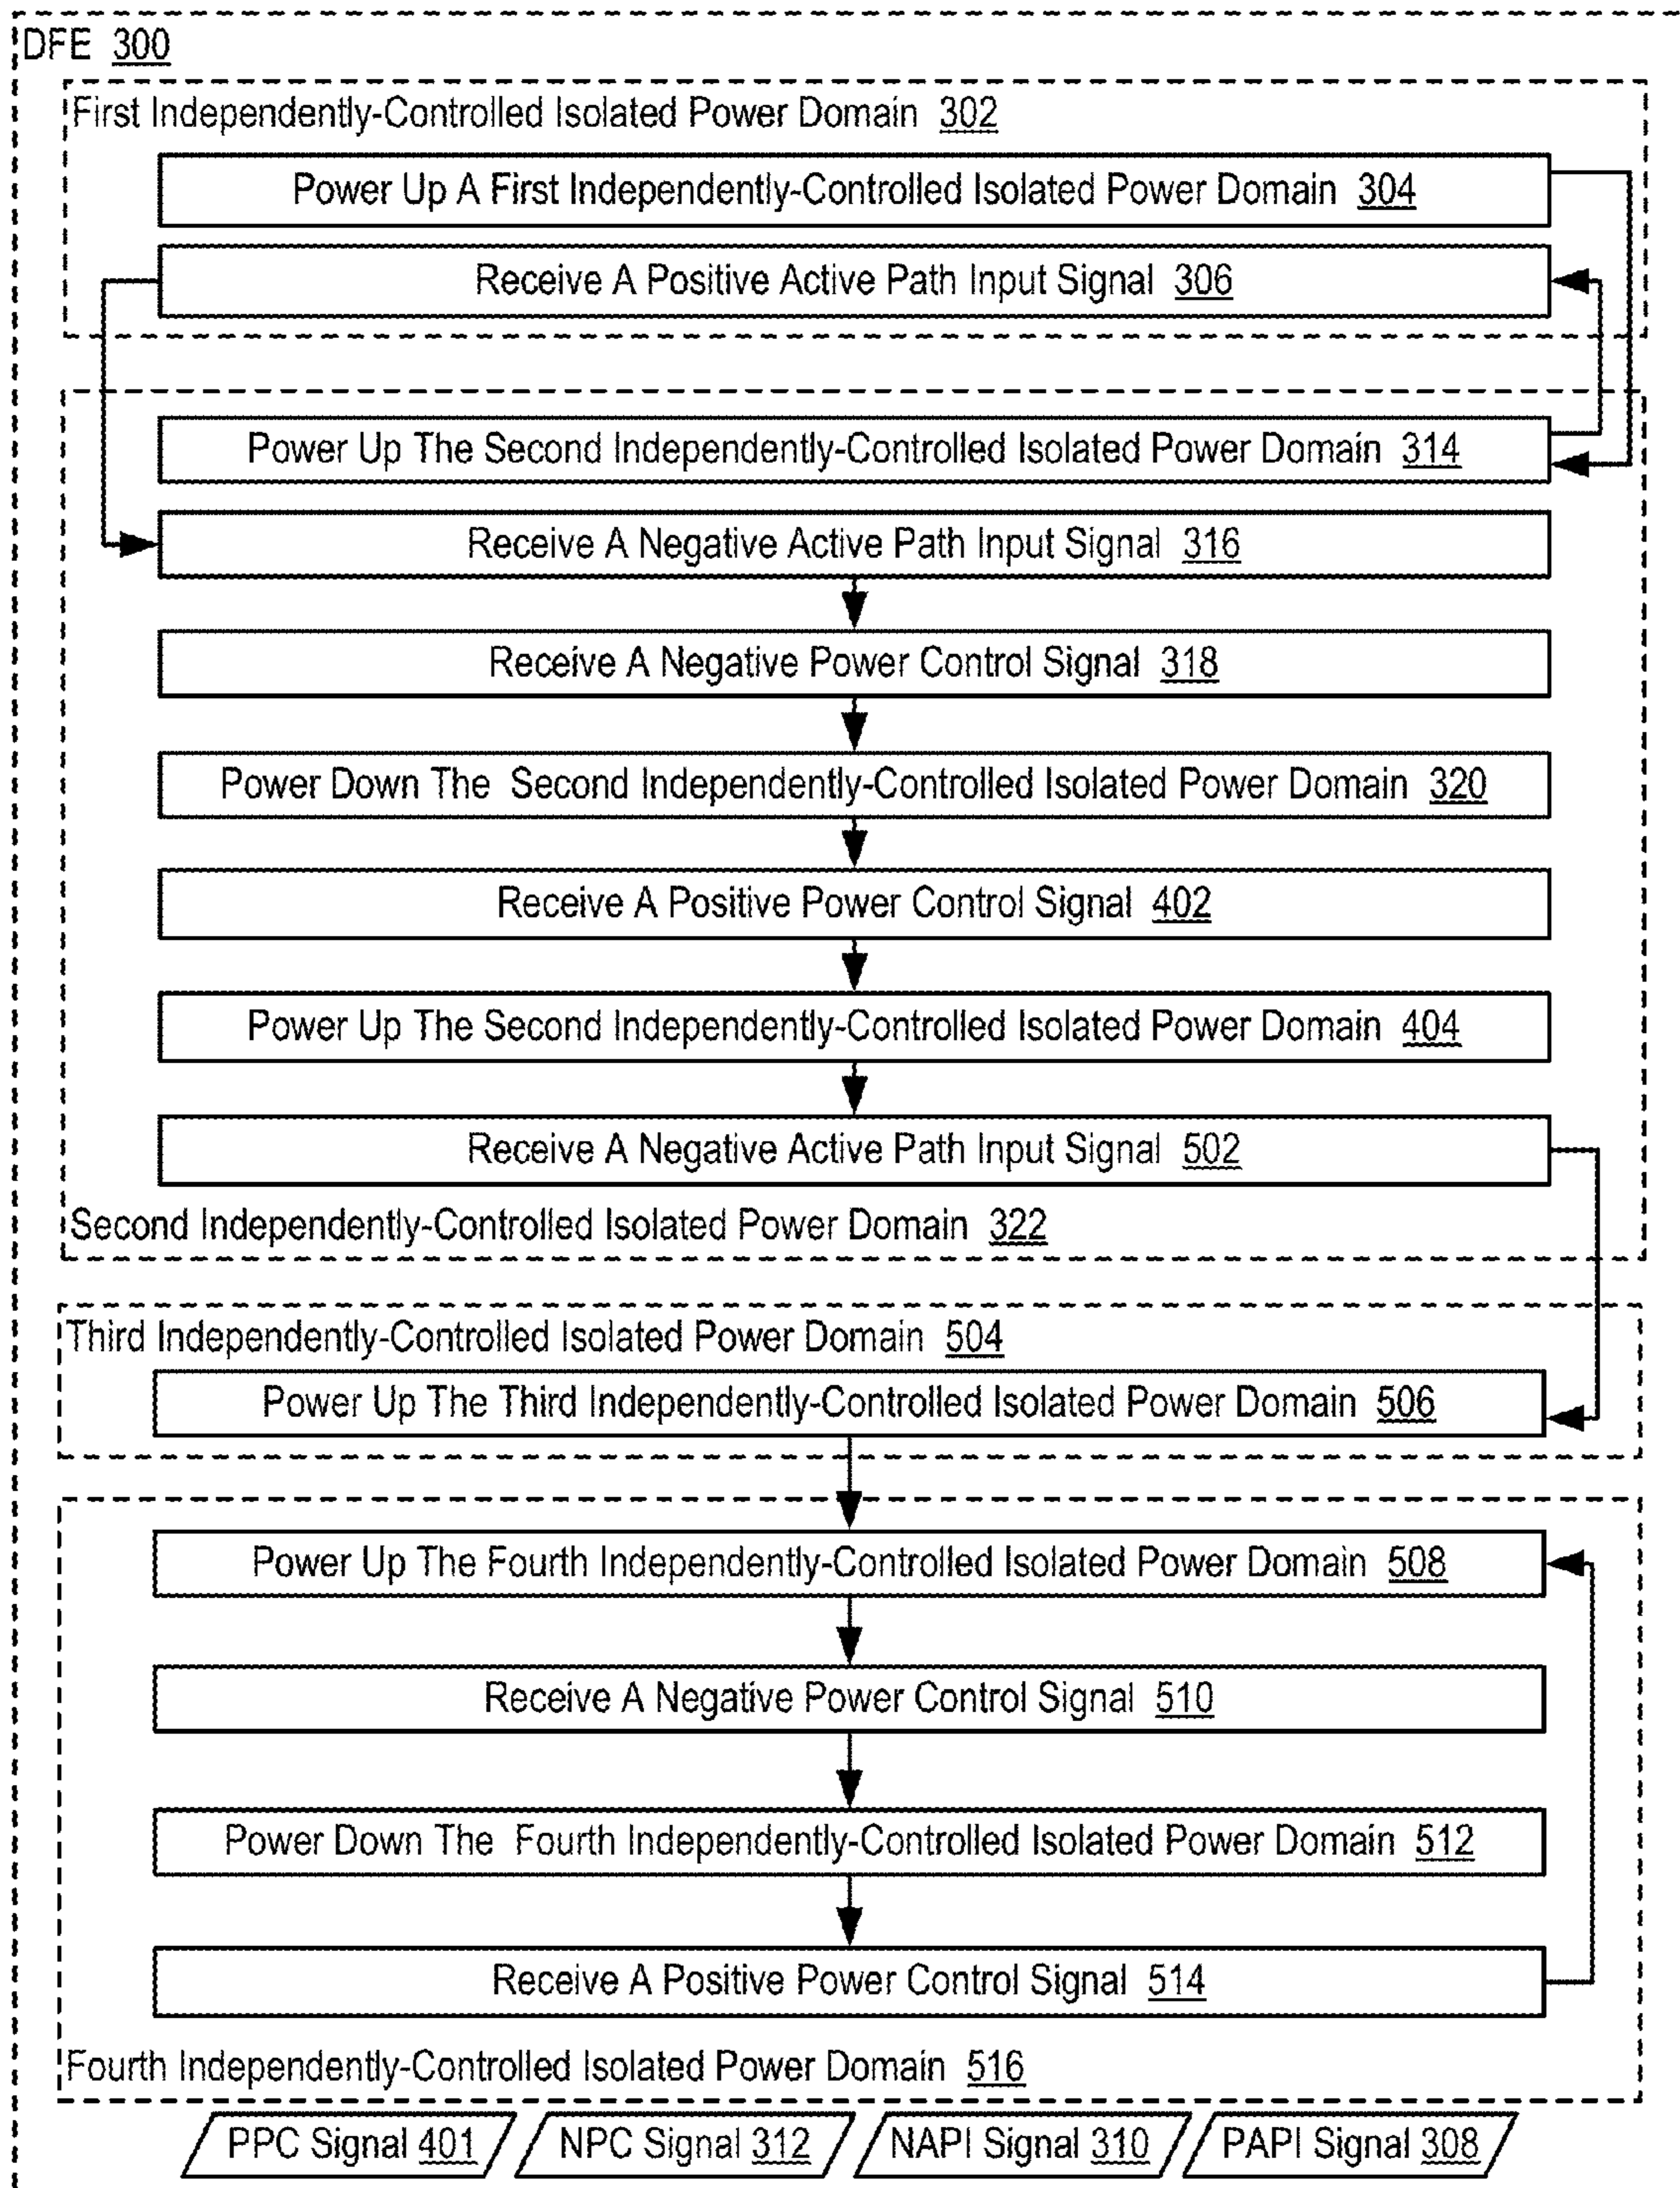 DFE 300
First Independently-Controlled Isolated Power Domain 302
Power Up A First Independently-Controlled Isolated Power Domain 304
Receive A Positive Active Path Input Signal 306
Power Up The Second Independently-Controlled Isolated Power Domain 314
Receive A Negative Active Path Input Signal 316
Receive A Negative Power Control Signal 318
Power Down The Second Independently-Controlled Isolated Power Domain 320
Receive A Positive Power Control Signal 402
Power Up The Second Independently-Controlled Isolated Power Domain 404
Receive A Negative Active Path Input Signal 502
Second Independently-Controlled Isolated Power Domain 322
Third Independently-Controlled Isolated Power Domain 504
Power Up The Third Independently-Controlled Isolated Power Domain 506
Power Up The Fourth Independently-Controlled Isolated Power Domain 508
Receive A Negative Power Control Signal 510
Power Down The Fourth Independently-Controlled Isolated Power Domain 512
Receive A Positive Power Control Signal 514
Fourth Independently-Controlled Isolated Power Domain 516
PPC Signal 401 NPC Signal 312 NAPI Signal 310 PAPI Signal 308